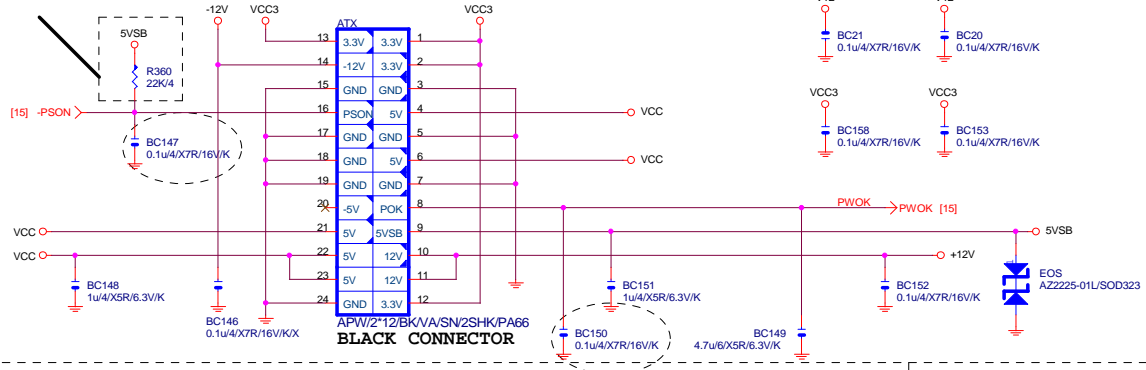 -12V
VCC3
VCC3
5VSB
R360
22K/4
[15] -PSON
BC147
0.1u/4/X7R/16V/K
ATX
13 3.3V 3.3V 1
14 -12V 3.3V 2
15 GND GND 3
16 PSON 5V 4
17 GND GND 5
18 GND 5V 6
19 GND GND 7
20 -5V POK 8
21 5V 5VSB 9
22 5V 12V 10
23 5V 12V 11
24 GND 3.3V 12
APW/2*12/BK/VA/SN/2SHK/PA66
BLACK CONNECTOR
VCC
VCC
VCC
VCC
BC148
1u/4/X5R/6.3V/K
BC146
0.1u/4/X7R/16V/K/X
BC21
0.1u/4/X7R/16V/K
BC20
0.1u/4/X7R/16V/K
VCC3
VCC3
BC158
0.1u/4/X7R/16V/K
BC153
0.1u/4/X7R/16V/K
PWOK
PWOK [15]
5VSB
+12V
BC151
1u/4/X5R/6.3V/K
BC150
0.1u/4/X7R/16V/K
BC149
4.7u/6/X5R/6.3V/K
BC152
0.1u/4/X7R/16V/K
EOS
AZ2225-01L/SOD323